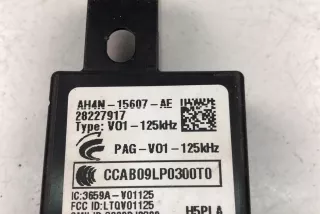 AH4N-15607-AE
28227917
Type: V01-125kHz
PAG-V01-125kHz
CCAB09LP0300T0
IC:3659A-V01125
FCC ID:LTQV01125
H5PLA